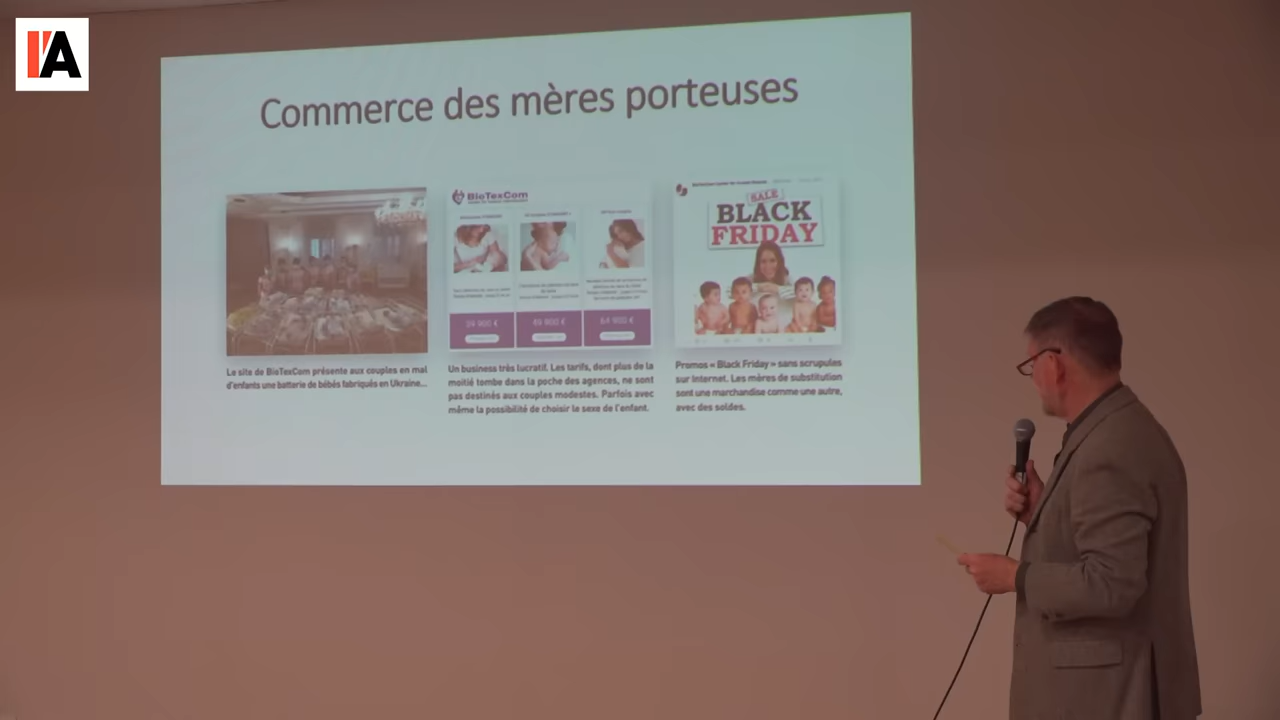 IA
Commerce des mères porteuses
BioTexCom
39 900 €
49 900 €
64 900 €
SALE
BLACK
FRIDAY
Le site de BioTexCom présente aux couples en mal
d'enfants une batterie de bébés fabriqués en Ukraine...
Un business très lucratif. Les tarifs, dont plus de la
moitié tombe dans la poche des agences, ne sont
pas destinés aux couples modestes. Parfois avec
même la possibilité de choisir le sexe de l'enfant.
Promos « Black Friday » sans scrupules
sur Internet. Les mères de substitution
sont une marchandise comme une autre,
avec des soldes.